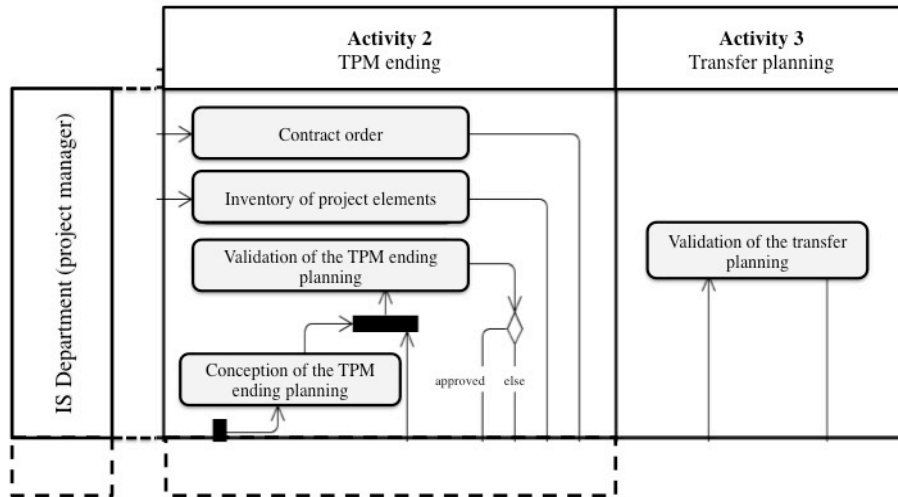 Activity 2
TPM ending
Activity 3
Transfer planning
IS Department (project manager)
Contract order
Inventory of project elements
Validation of the TPM ending
planning
Validation of the transfer
planning
Conception of the TPM
ending planning
approved
else